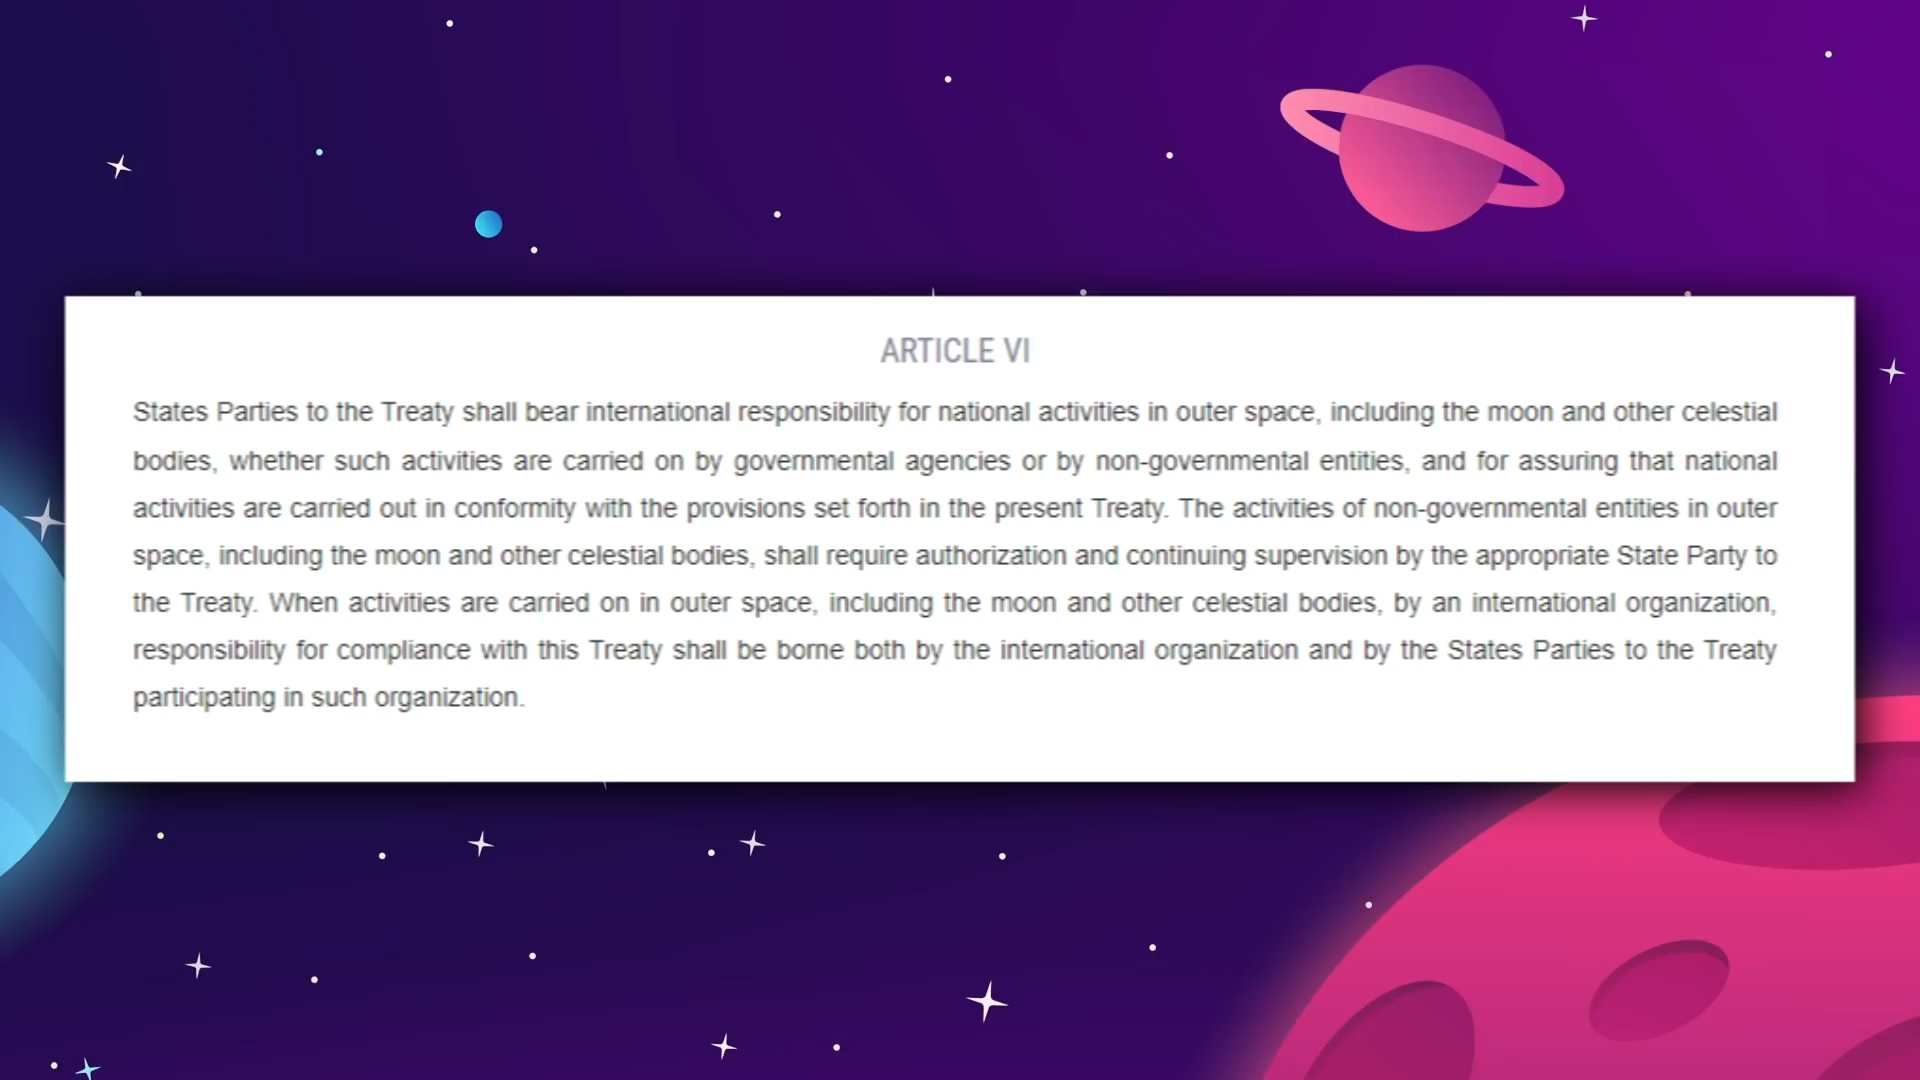 ARTICLE VI
States Parties to the Treaty shall bear international responsibility for national activities in outer space, including the moon and other celestial
bodies, whether such activities are carried on by governmental agencies or by non-governmental entities, and for assuring that national
activities are carried out in conformity with the provisions set forth in the present Treaty. The activities of non-governmental entities in outer
space, including the moon and other celestial bodies, shall require authorization and continuing supervision by the appropriate State Party to
the Treaty. When activities are carried on in outer space, including the moon and other celestial bodies, by an international organization,
responsibility for compliance with this Treaty shall be borne both by the international organization and by the States Parties to the Treaty
participating in such organization.